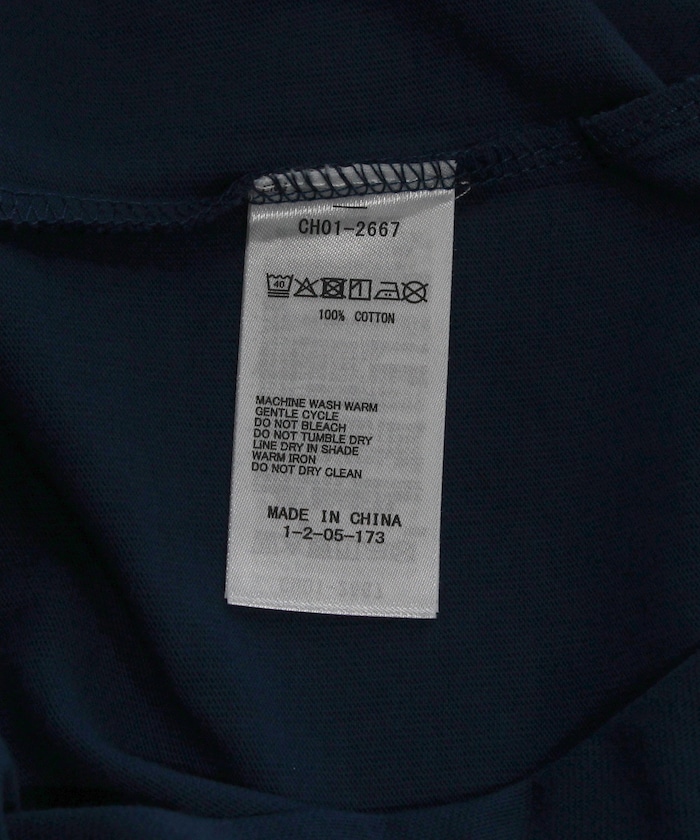 CH01-2667
40
100% COTTON
MACHINE WASH WARM
GENTLE CYCLE
DO NOT BLEACH
DO NOT TUMBLE DRY
LINE DRY IN SHADE
WARM IRON
DO NOT DRY CLEAN
MADE IN CHINA
1-2-05-173